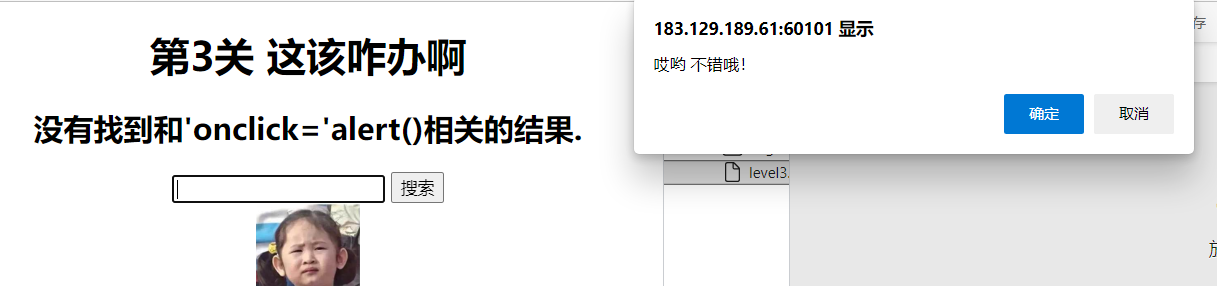 第3关 这该咋办啊
没有找到和'onclick='alert()相关的结果.
搜索
183.129.189.61:60101 显示
哎哟 不错哦!
确定
取消
存
level3.